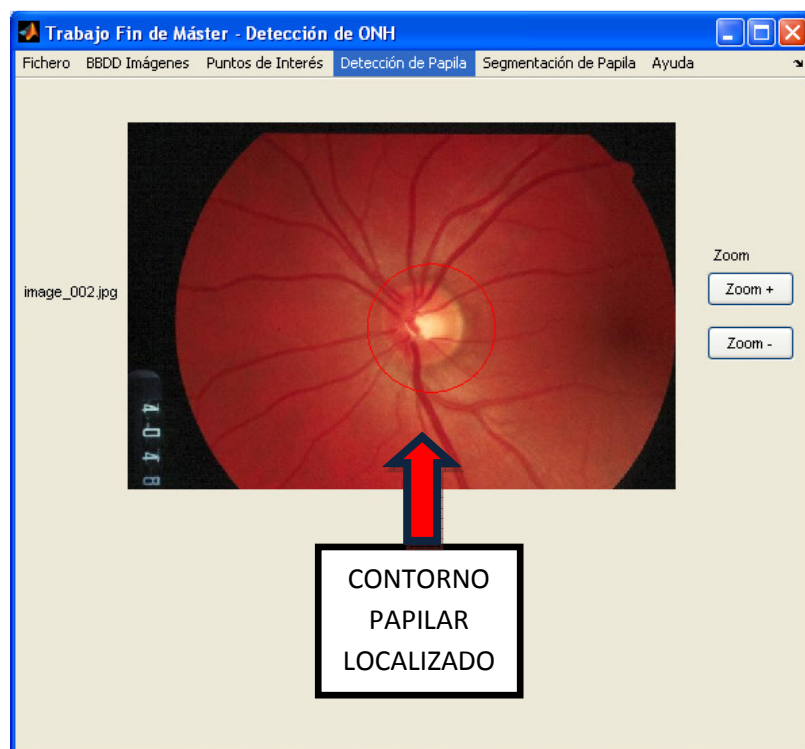 Trabajo Fin de Máster - Detección de ONH
Fichero BBDD Imágenes Puntos de Interés Detección de Papila Segmentación de Papila Ayuda
image_002.jpg
Zoom
Zoom +
Zoom -
4048
CONTORNO
PAPILAR
LOCALIZADO